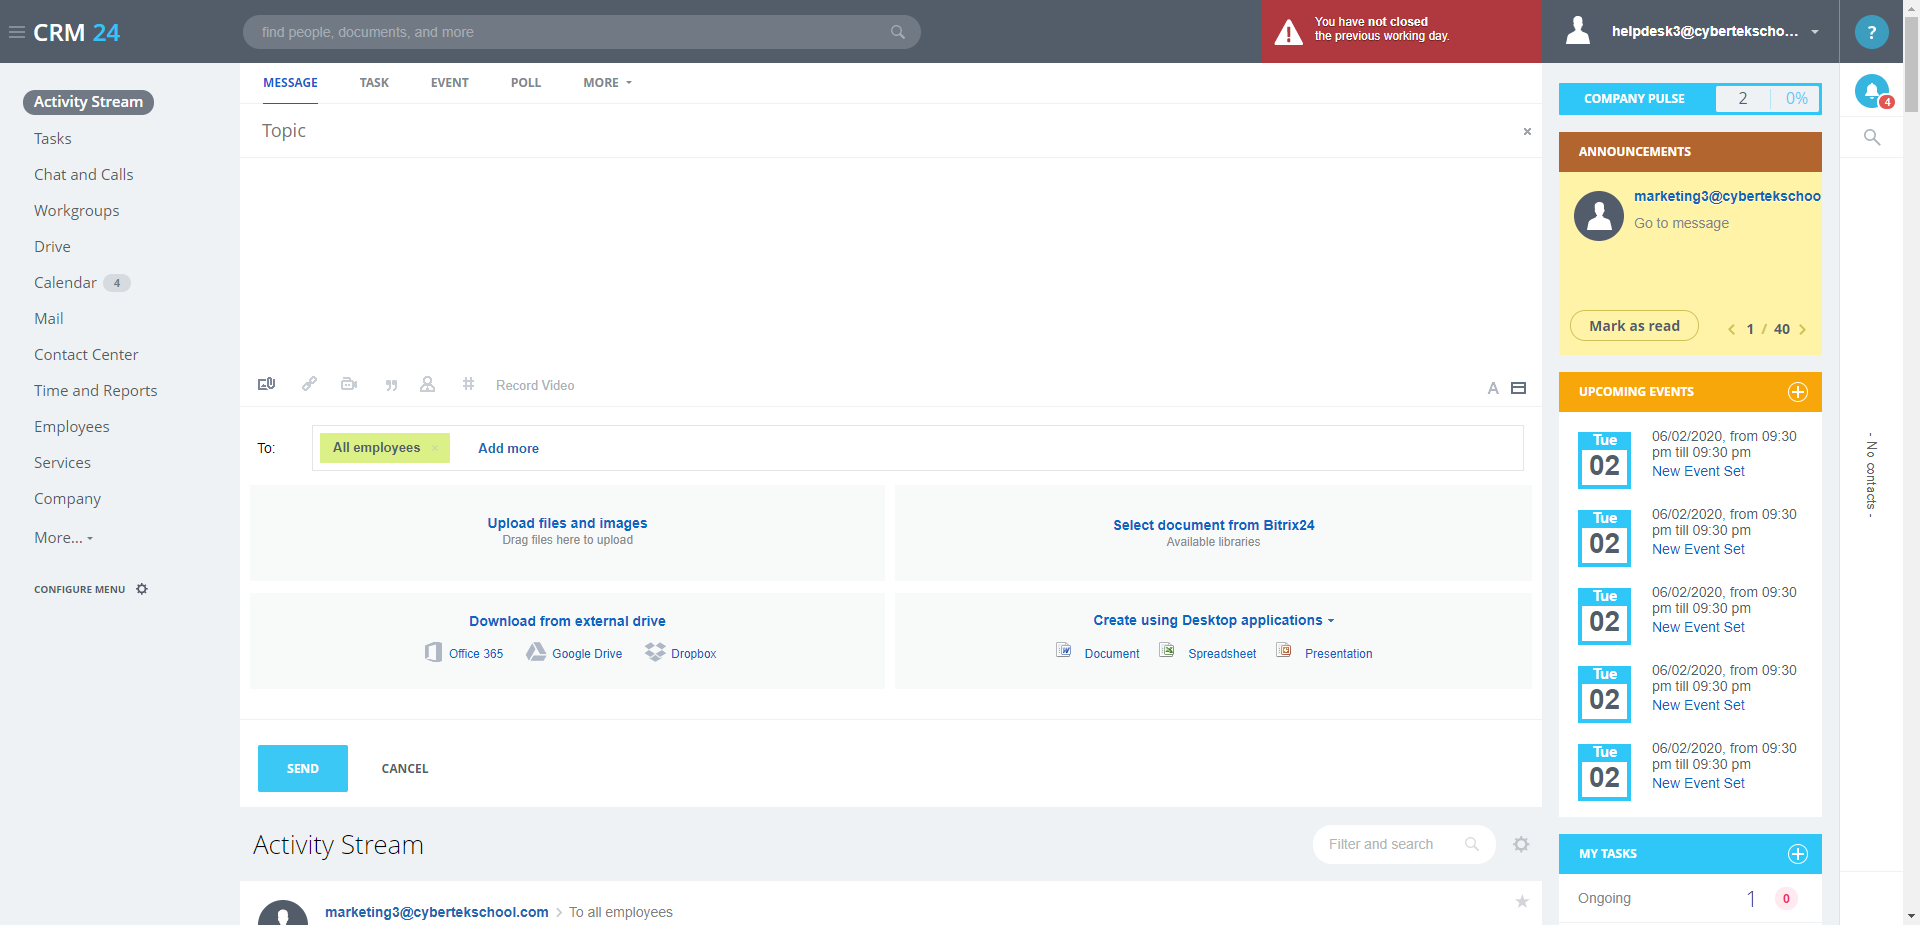 CRM 24
find people, documents, and more
You have not closed
the previous working day.
helpdesk3@cybertekscho...
?
Activity Stream
Tasks
Chat and Calls
Workgroups
Drive
Calendar 4
Mail
Contact Center
Time and Reports
Employees
Services
Company
More...
CONFIGURE MENU
MESSAGE TASK EVENT POLL MORE
Topic
Record Video
A
To: All employees Add more
Upload files and images
Drag files here to upload
Select document from Bitrix24
Available libraries
Download from external drive
Office 365 Google Drive Dropbox
Create using Desktop applications
Document Spreadsheet Presentation
SEND CANCEL
Activity Stream
Filter and search
marketing3@cybertekschool.com > To all employees
COMPANY PULSE 2 0%
ANNOUNCEMENTS
marketing3@cybertekschoo
Go to message
Mark as read
1 / 40
UPCOMING EVENTS
Tue
02
06/02/2020, from 09:30
pm till 09:30 pm
New Event Set
Tue
02
06/02/2020, from 09:30
pm till 09:30 pm
New Event Set
Tue
02
06/02/2020, from 09:30
pm till 09:30 pm
New Event Set
Tue
02
06/02/2020, from 09:30
pm till 09:30 pm
New Event Set
Tue
02
06/02/2020, from 09:30
pm till 09:30 pm
New Event Set
MY TASKS
Ongoing 1 0
4
- No contacts -